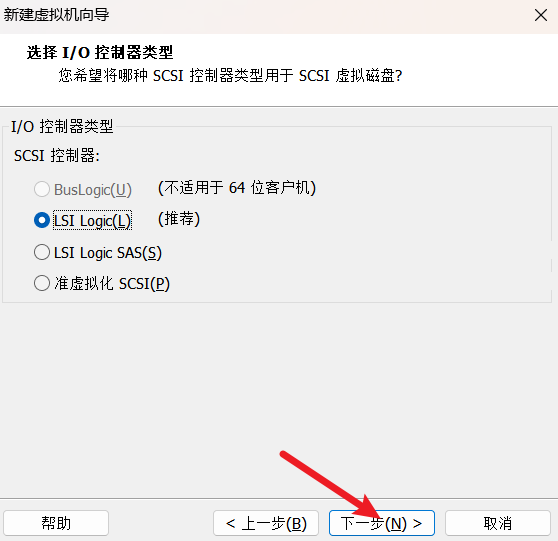 新建虚拟机向导
选择 I/O 控制器类型
您希望将哪种 SCSI 控制器类型用于 SCSI 虚拟磁盘?
I/O 控制器类型
SCSI 控制器:
BusLogic(U) (不适用于 64 位客户机)
LSI Logic(L) (推荐)
LSI Logic SAS(S)
准虚拟化 SCSI(P)
帮助 < 上一步(B) 下一步(N) > 取消